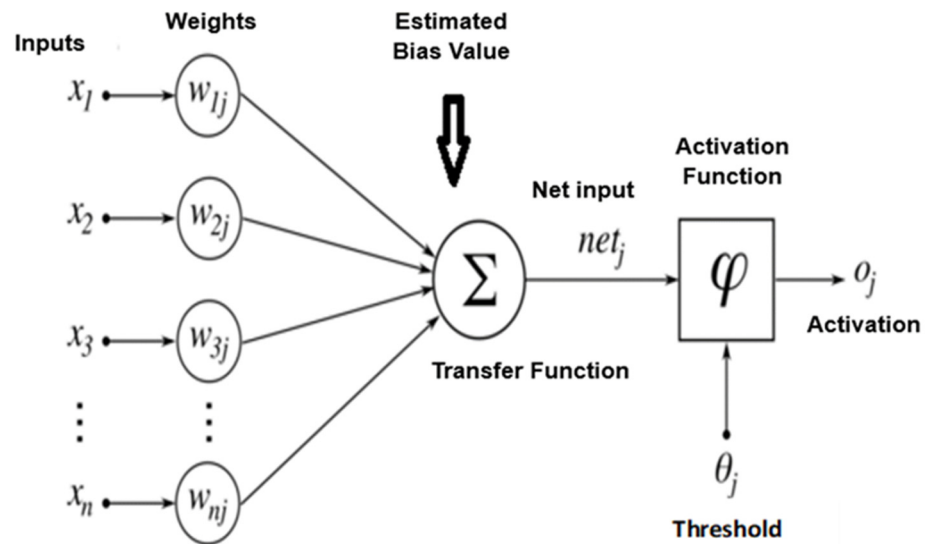 Inputs
Weights
Estimated
Bias Value
x1
w1j
x2
w2j
x3
w3j
⋮
⋮
xn
wnj
Σ
Transfer Function
Net input
netj
Activation
Function
φ
oj
Activation
θj
Threshold